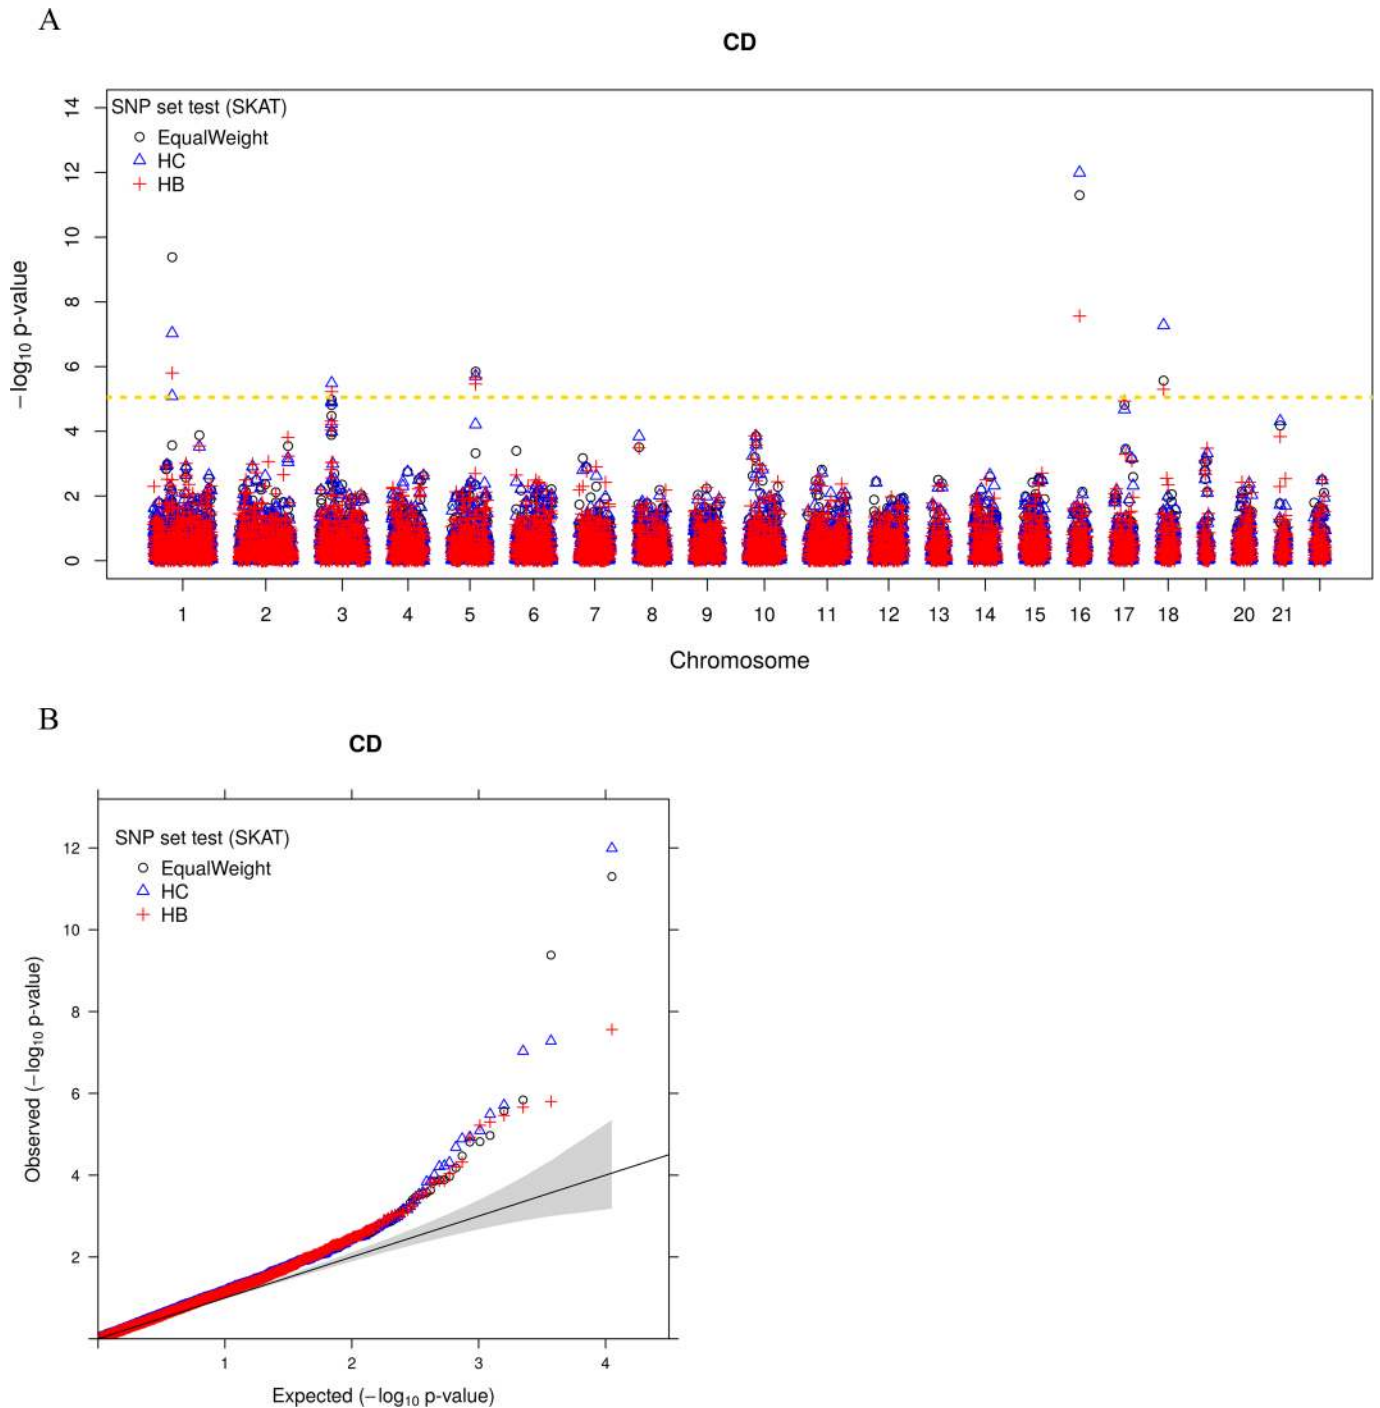 A
CD
SNP set test (SKAT)
EqualWeight
HC
HB
−log10 p-value
0 2 4 6 8 10 12 14
1 2 3 4 5 6 7 8 9 10 11 12 13 14 15 16 17 18 20 21
Chromosome
B
CD
SNP set test (SKAT)
EqualWeight
HC
HB
Observed (−log10 p-value)
2 4 6 8 10 12
1 2 3 4
Expected (−log10 p-value)